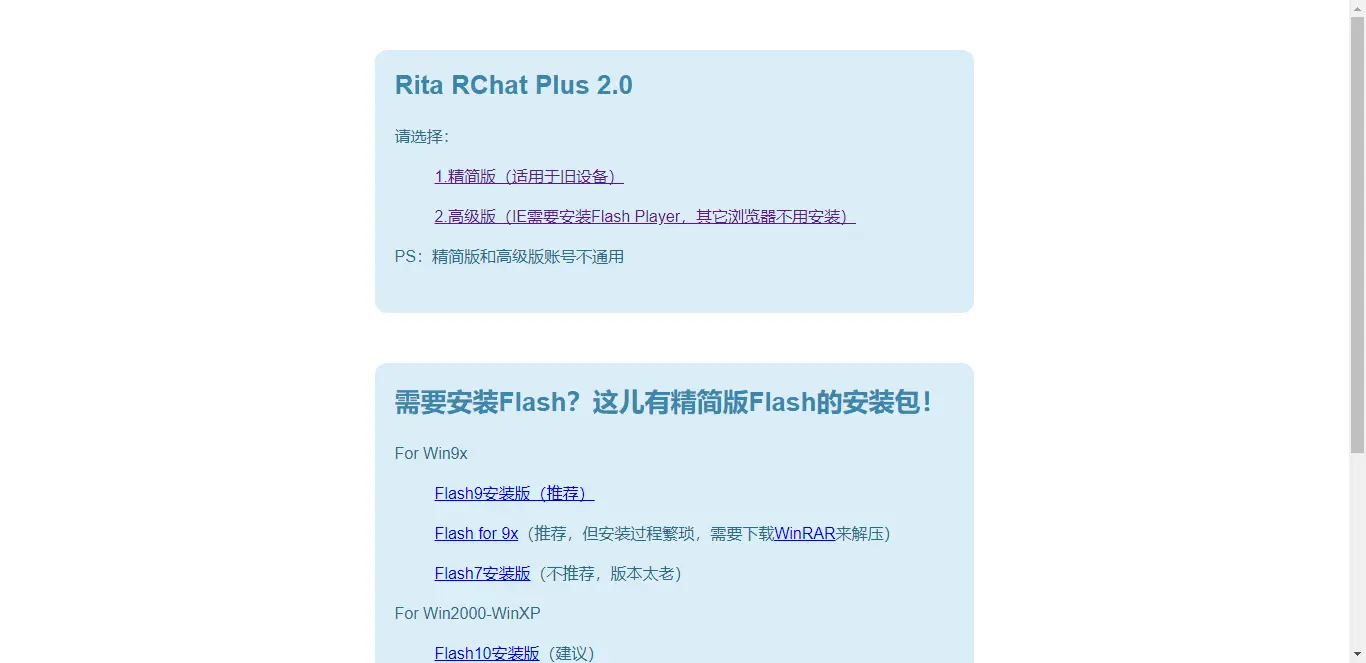 Rita RChat Plus 2.0
请选择：
1.精简版（适用于旧设备）
2.高级版（IE需要安装Flash Player，其它浏览器不用安装）
PS：精简版和高级版账号不通用
需要安装Flash？这儿有精简版Flash的安装包！
For Win9x
Flash9安装版（推荐）
Flash for 9x（推荐，但安装过程繁琐，需要下载WinRAR来解压）
Flash7安装版（不推荐，版本太老）
For Win2000-WinXP
Flash10安装版（建议）